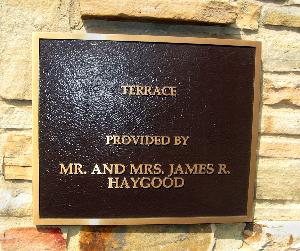 TERRACE
PROVIDED BY
MR. AND MRS. JAMES R.
HAYGOOD